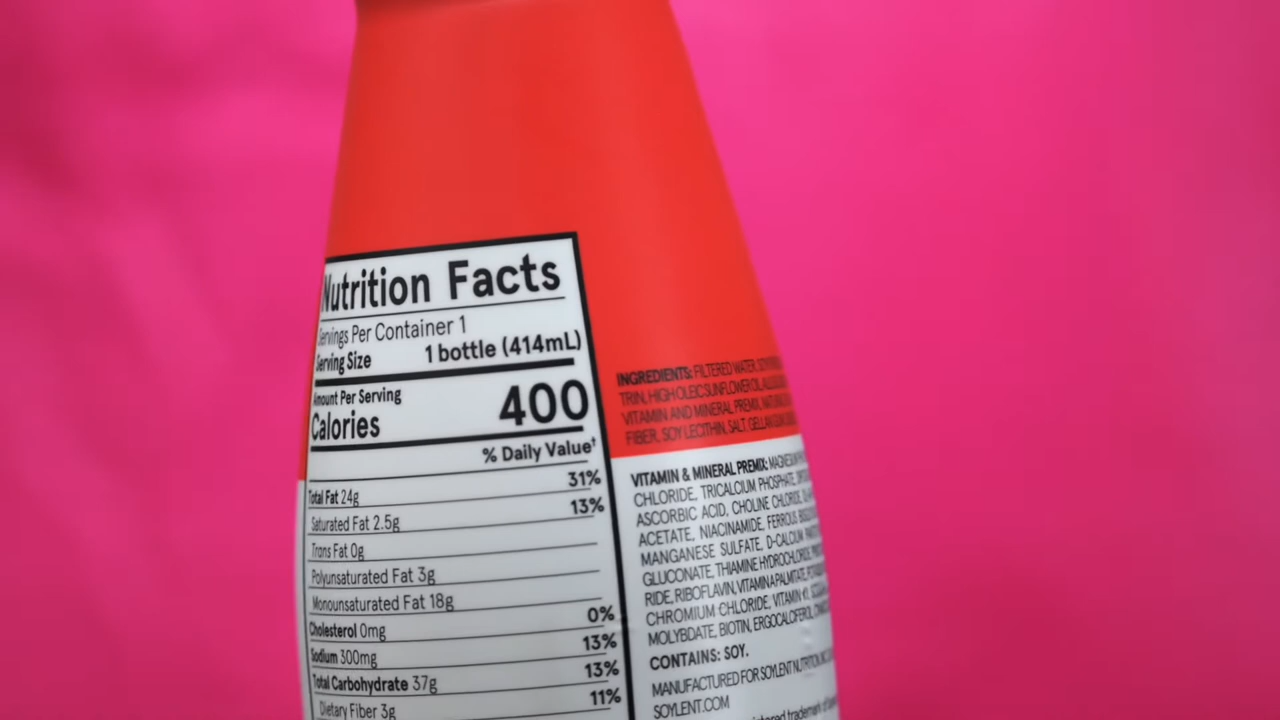 Nutrition Facts
Servings Per Container 1
Serving Size 1 bottle (414mL)
Amount Per Serving
Calories 400
% Daily Value†
Total Fat 24g 31%
Saturated Fat 2.5g 13%
Trans Fat 0g
Polyunsaturated Fat 3g
Monounsaturated Fat 18g
Cholesterol 0mg 0%
Sodium 300mg 13%
Total Carbohydrate 37g 13%
Dietary Fiber 3g 11%
INGREDIENTS: FILTERED WATER,
TRIN, HIGH OLEIC SUNFLOWER OIL,
VITAMIN AND MINERAL PREMIX,
FIBER, SOY LECITHIN, SALT, GELLAN
VITAMIN & MINERAL PREMIX:
CHLORIDE, TRICALCIUM PHOSPHATE,
ASCORBIC ACID, CHOLINE CHLORIDE,
ACETATE, NIACINAMIDE, FERROUS
MANGANESE SULFATE, D-CALCIUM
GLUCONATE, THIAMINE HYDROCHLORIDE,
RIDE, RIBOFLAVIN, VITAMIN A PALMITATE,
CHROMIUM CHLORIDE, VITAMIN
MOLYBDATE, BIOTIN, ERGOCALCIFEROL,
CONTAINS: SOY.
MANUFACTURED FOR SOYLENT NUTRITION,
SOYLENT.COM
trademark of